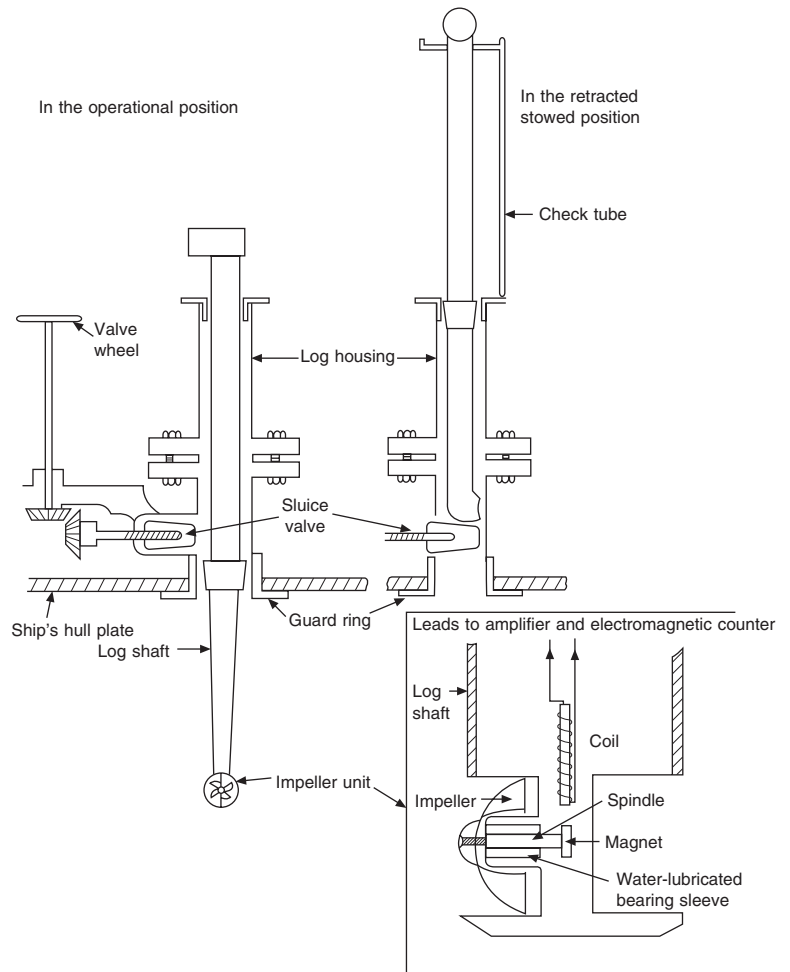 In the operational position
In the retracted
stowed position
Check tube
Valve
wheel
Log housing
Sluice
valve
Ship's hull plate
Guard ring
Log shaft
Leads to amplifier and electromagnetic counter
Log
shaft
Coil
Impeller unit
Impeller
Spindle
Magnet
Water-lubricated
bearing sleeve